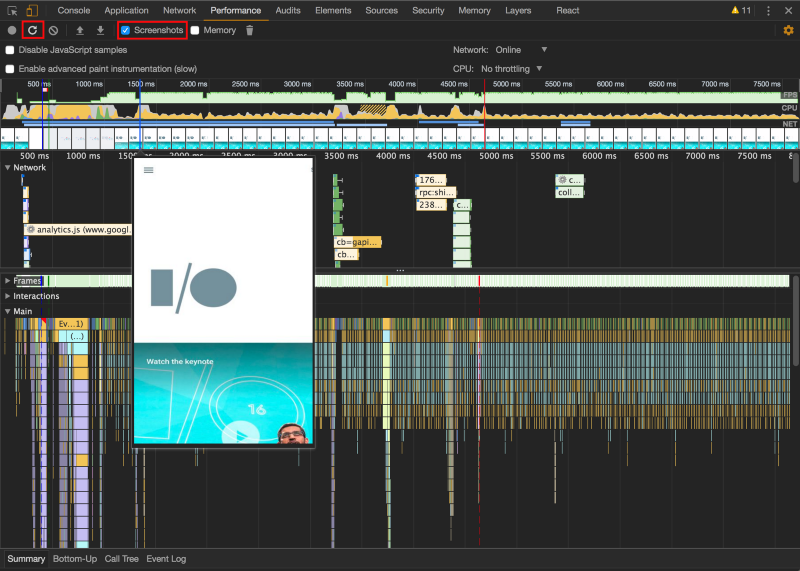 Console Application Network Performance Audits Elements Sources Security Memory Layers React 11
Screenshots Memory
Disable JavaScript samples Network: Online
Enable advanced paint instrumentation (slow) CPU: No throttling
500 ms 1000 ms 1500 ms 2000 ms 2500 ms 3000 ms 3500 ms 4000 ms 4500 ms 5000 ms 5500 ms 6000 ms 6500 ms 7000 ms 7500 ms
FPS
CPU
NET
500 ms 1000 ms 1500 ms 2000 ms 2500 ms 3000 ms 3500 ms 4000 ms 4500 ms 5000 ms 5500 ms 6000 ms 6500 ms 7000 ms 7500 ms 8
Network
176... c...
rpc:shi... coll...
238... c...
analytics.js (www.googl
cb=gapi...
cb...
I/O
Frames
Interactions
Main
Ev...1)
(...)
Watch the keynote
16
Summary Bottom-Up Call Tree Event Log